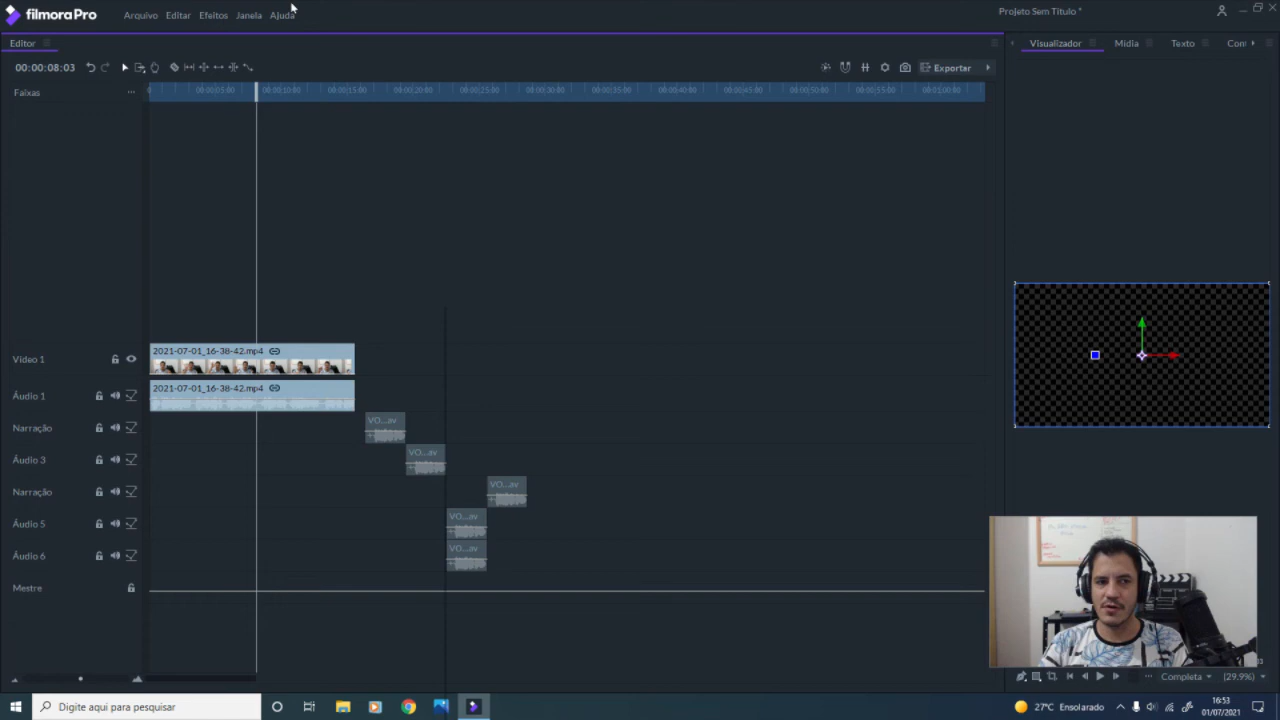 filmoraPro
Arquivo Editar Efeitos Janela Ajuda
Projeto Sem Título *
Editor
Visualizador Mídia Texto
00:00:08:03
Exportar
Faixas
00:00:05:00 00:00:10:00 00:00:15:00 00:00:20:00 00:00:25:00 00:00:30:00 00:00:35:00 00:00:40:00 00:00:45:00 00:00:50:00 00:00:55:00 00:01:00:00
Vídeo 1
2021-07-01_16-38-42.mp4
Áudio 1
2021-07-01_16-38-42.mp4
Narração
VO...av
Áudio 3
VO...av
Narração
VO...av
Áudio 5
VO...av
Áudio 6
VO...av
Mestre
Completa
(29.9%)
Digite aqui para pesquisar
27°C Ensolarado
16:53
01/07/2021